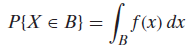 P{X ∈ B} = ∫_B f(x) dx